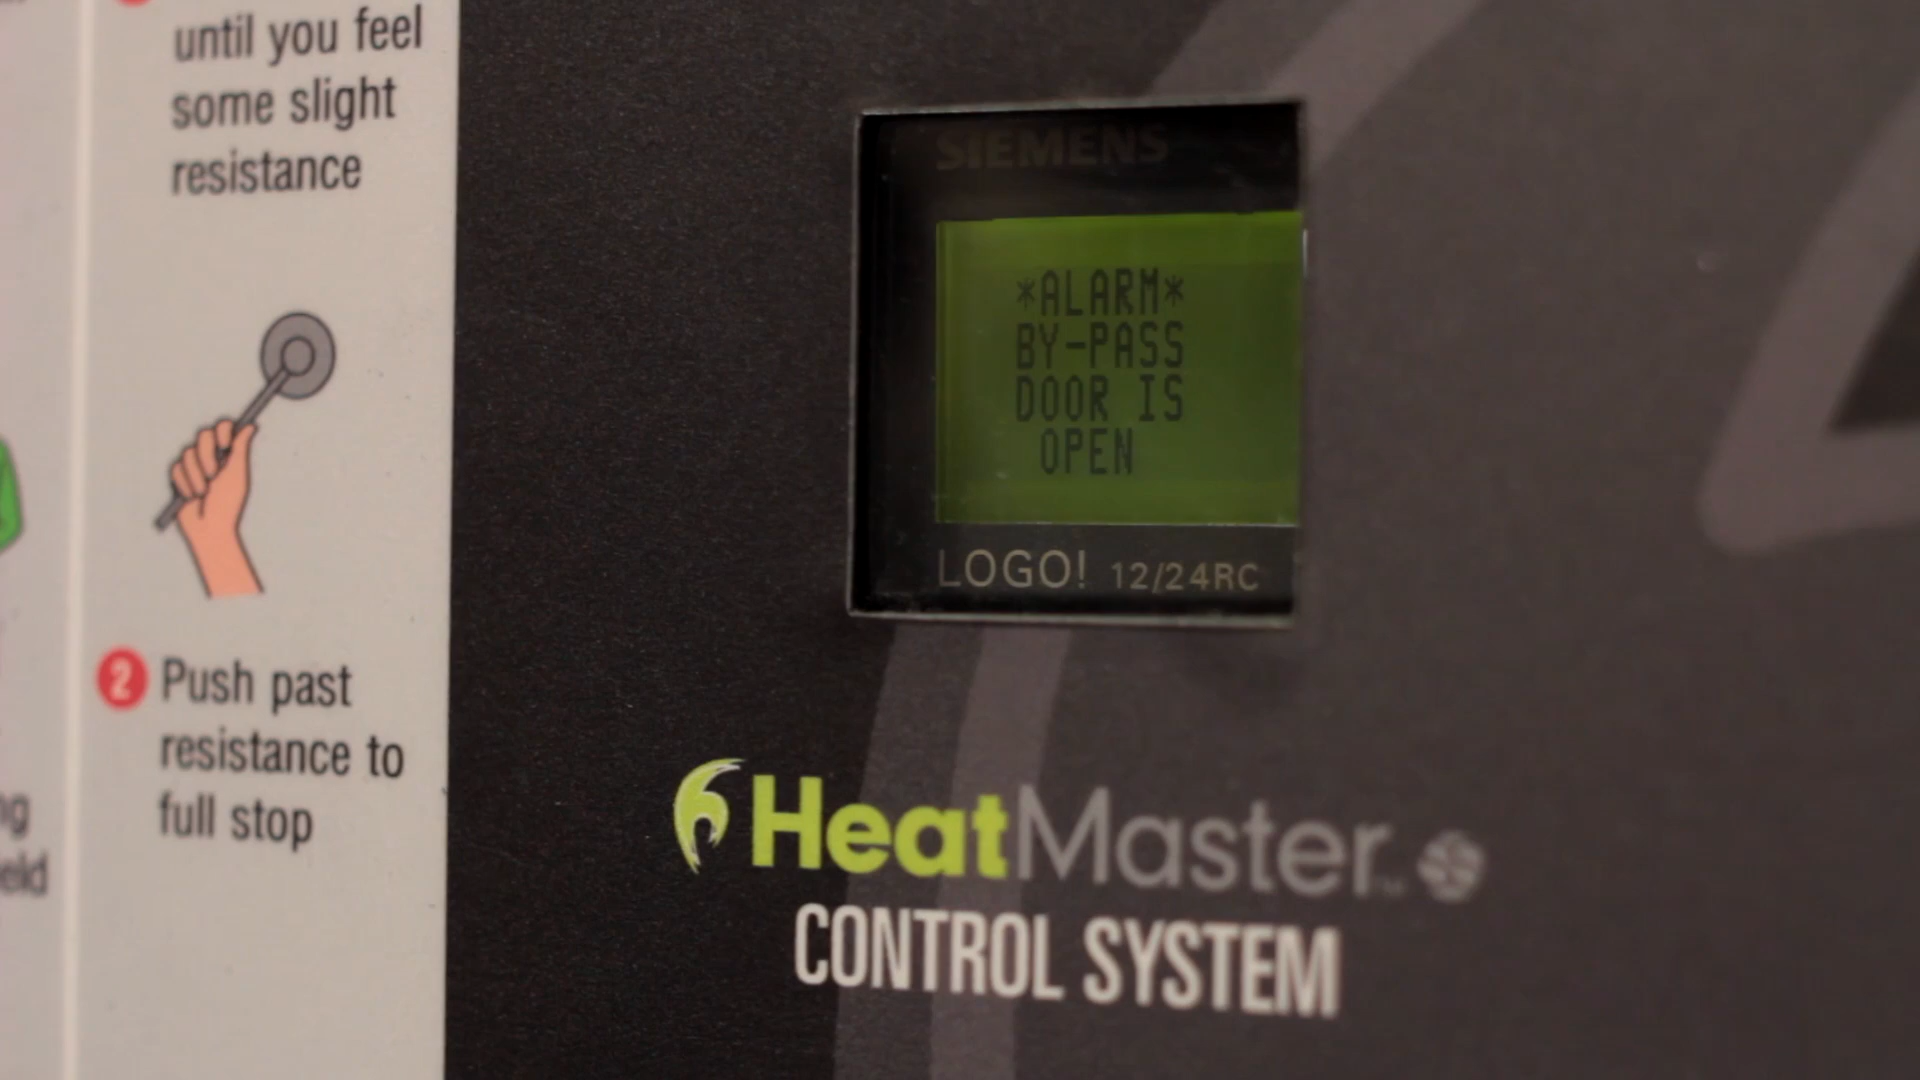 until you feel
some slight
resistance
2 Push past
resistance to
full stop
SIEMENS
*ALARM*
BY-PASS
DOOR IS
OPEN
LOGO! 12/24RC
HeatMaster
CONTROL SYSTEM